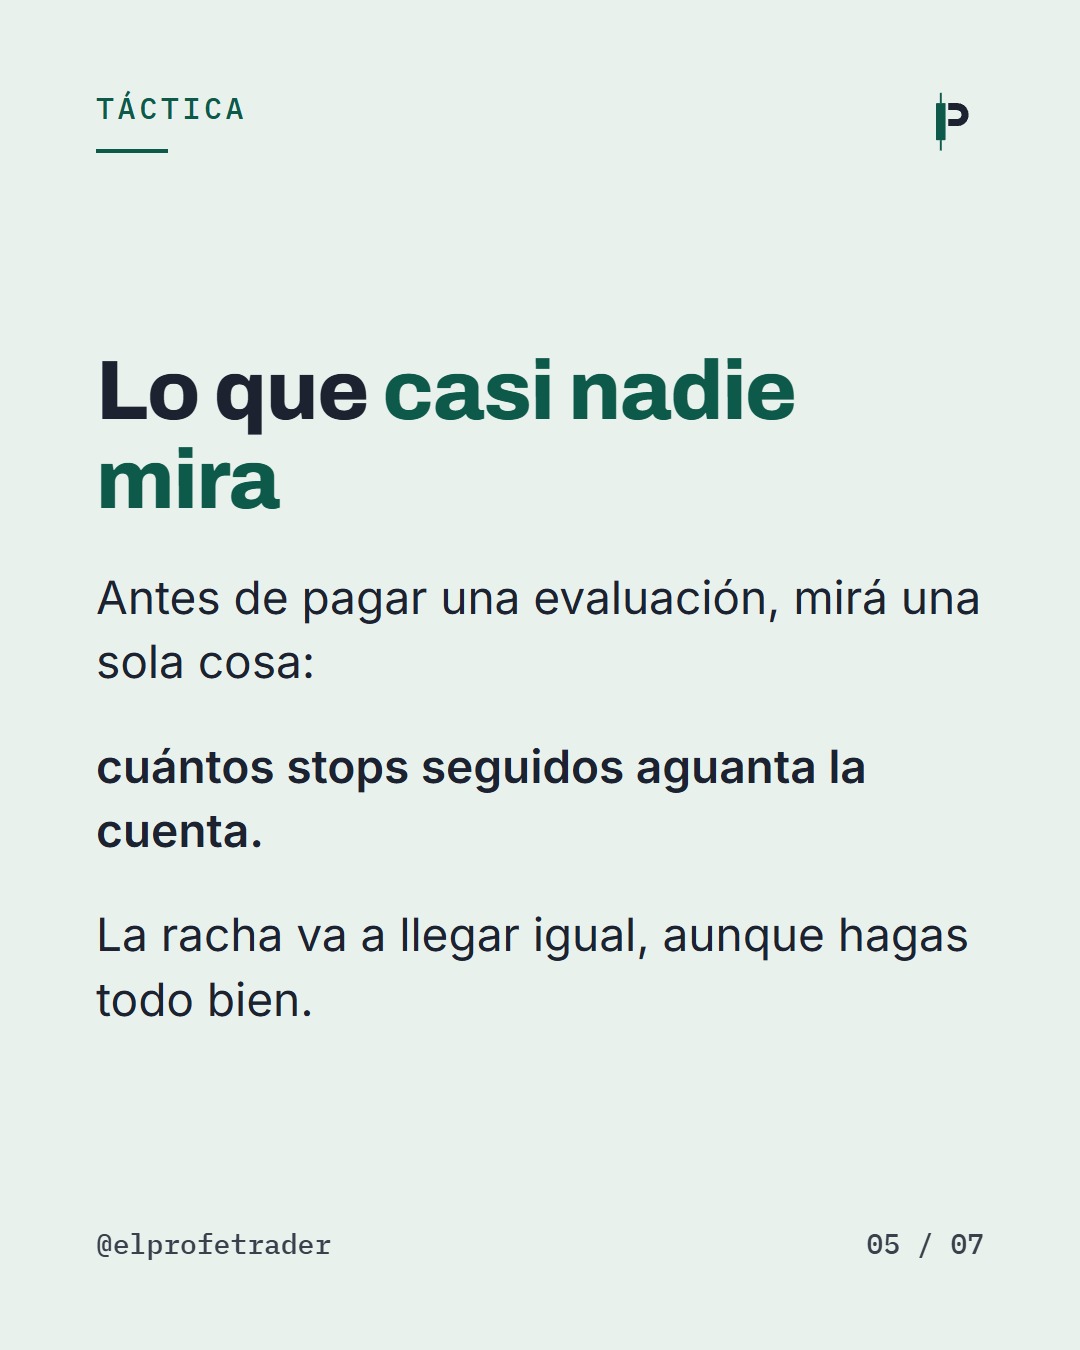 TÁCTICA
Lo que casi nadie
mira
Antes de pagar una evaluación, mirá una
sola cosa:
cuántos stops seguidos aguanta la
cuenta.
La racha va a llegar igual, aunque hagas
todo bien.
@elprofetrader
05 / 07